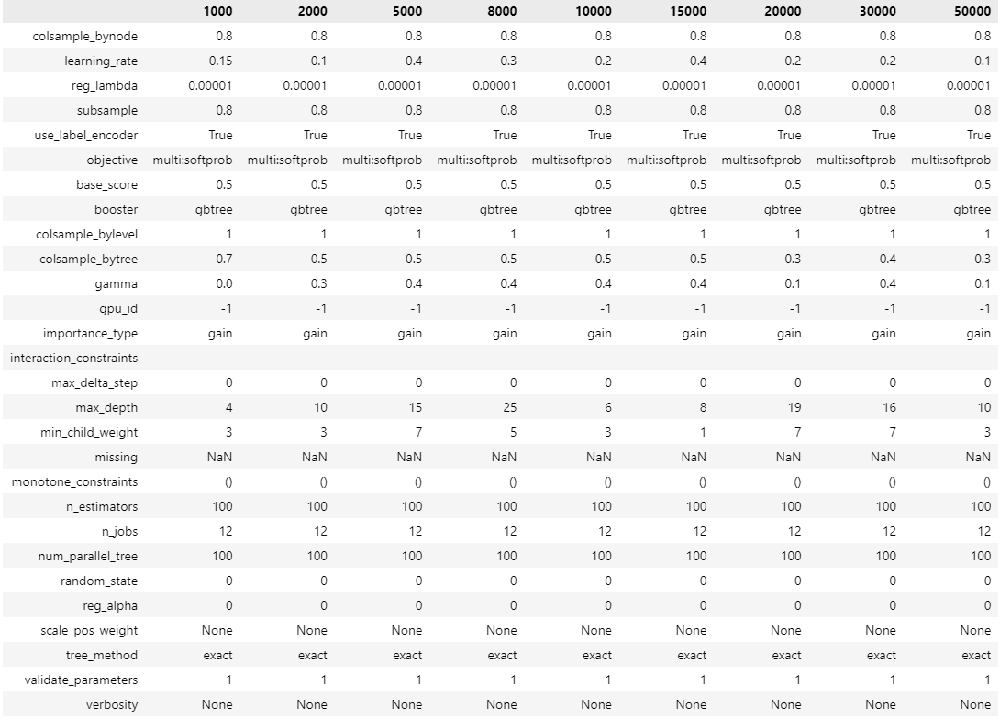 1000 2000 5000 8000 10000 15000 20000 30000 50000
colsample_bynode 0.8 0.8 0.8 0.8 0.8 0.8 0.8 0.8 0.8
learning_rate 0.15 0.1 0.4 0.3 0.2 0.4 0.2 0.2 0.1
reg_lambda 0.00001 0.00001 0.00001 0.00001 0.00001 0.00001 0.00001 0.00001 0.00001
subsample 0.8 0.8 0.8 0.8 0.8 0.8 0.8 0.8 0.8
use_label_encoder True True True True True True True True True
objective multi:softprob multi:softprob multi:softprob multi:softprob multi:softprob multi:softprob multi:softprob multi:softprob multi:softprob
base_score 0.5 0.5 0.5 0.5 0.5 0.5 0.5 0.5 0.5
booster gbtree gbtree gbtree gbtree gbtree gbtree gbtree gbtree gbtree
colsample_bylevel 1 1 1 1 1 1 1 1 1
colsample_bytree 0.7 0.5 0.5 0.5 0.5 0.5 0.3 0.4 0.3
gamma 0.0 0.3 0.4 0.4 0.4 0.4 0.1 0.4 0.1
gpu_id -1 -1 -1 -1 -1 -1 -1 -1 -1
importance_type gain gain gain gain gain gain gain gain gain
interaction_constraints
max_delta_step 0 0 0 0 0 0 0 0 0
max_depth 4 10 15 25 6 8 19 16 10
min_child_weight 3 3 7 5 3 1 7 7 3
missing NaN NaN NaN NaN NaN NaN NaN NaN NaN
monotone_constraints () () () () () () () () ()
n_estimators 100 100 100 100 100 100 100 100 100
n_jobs 12 12 12 12 12 12 12 12 12
num_parallel_tree 100 100 100 100 100 100 100 100 100
random_state 0 0 0 0 0 0 0 0 0
reg_alpha 0 0 0 0 0 0 0 0 0
scale_pos_weight None None None None None None None None None
tree_method exact exact exact exact exact exact exact exact exact
validate_parameters 1 1 1 1 1 1 1 1 1
verbosity None None None None None None None None None